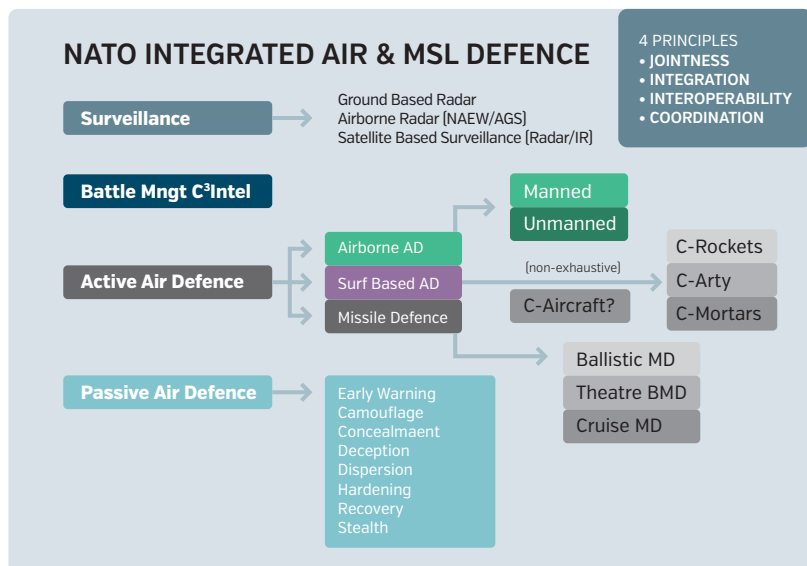 NATO INTEGRATED AIR & MSL DEFENCE
4 PRINCIPLES
• JOINTNESS
• INTEGRATION
• INTEROPERABILITY
• COORDINATION
Surveillance
Ground Based Radar
Airborne Radar (NAEW/AGS)
Satellite Based Surveillance (Radar/IR)
Battle Mngt C³Intel
Active Air Defence
Airborne AD
Surf Based AD
Missile Defence
Manned
Unmanned
(non-exhaustive)
C-Aircraft?
C-Rockets
C-Arty
C-Mortars
Ballistic MD
Theatre BMD
Cruise MD
Passive Air Defence
Early Warning
Camouflage
Concealmaent
Deception
Dispersion
Hardening
Recovery
Stealth